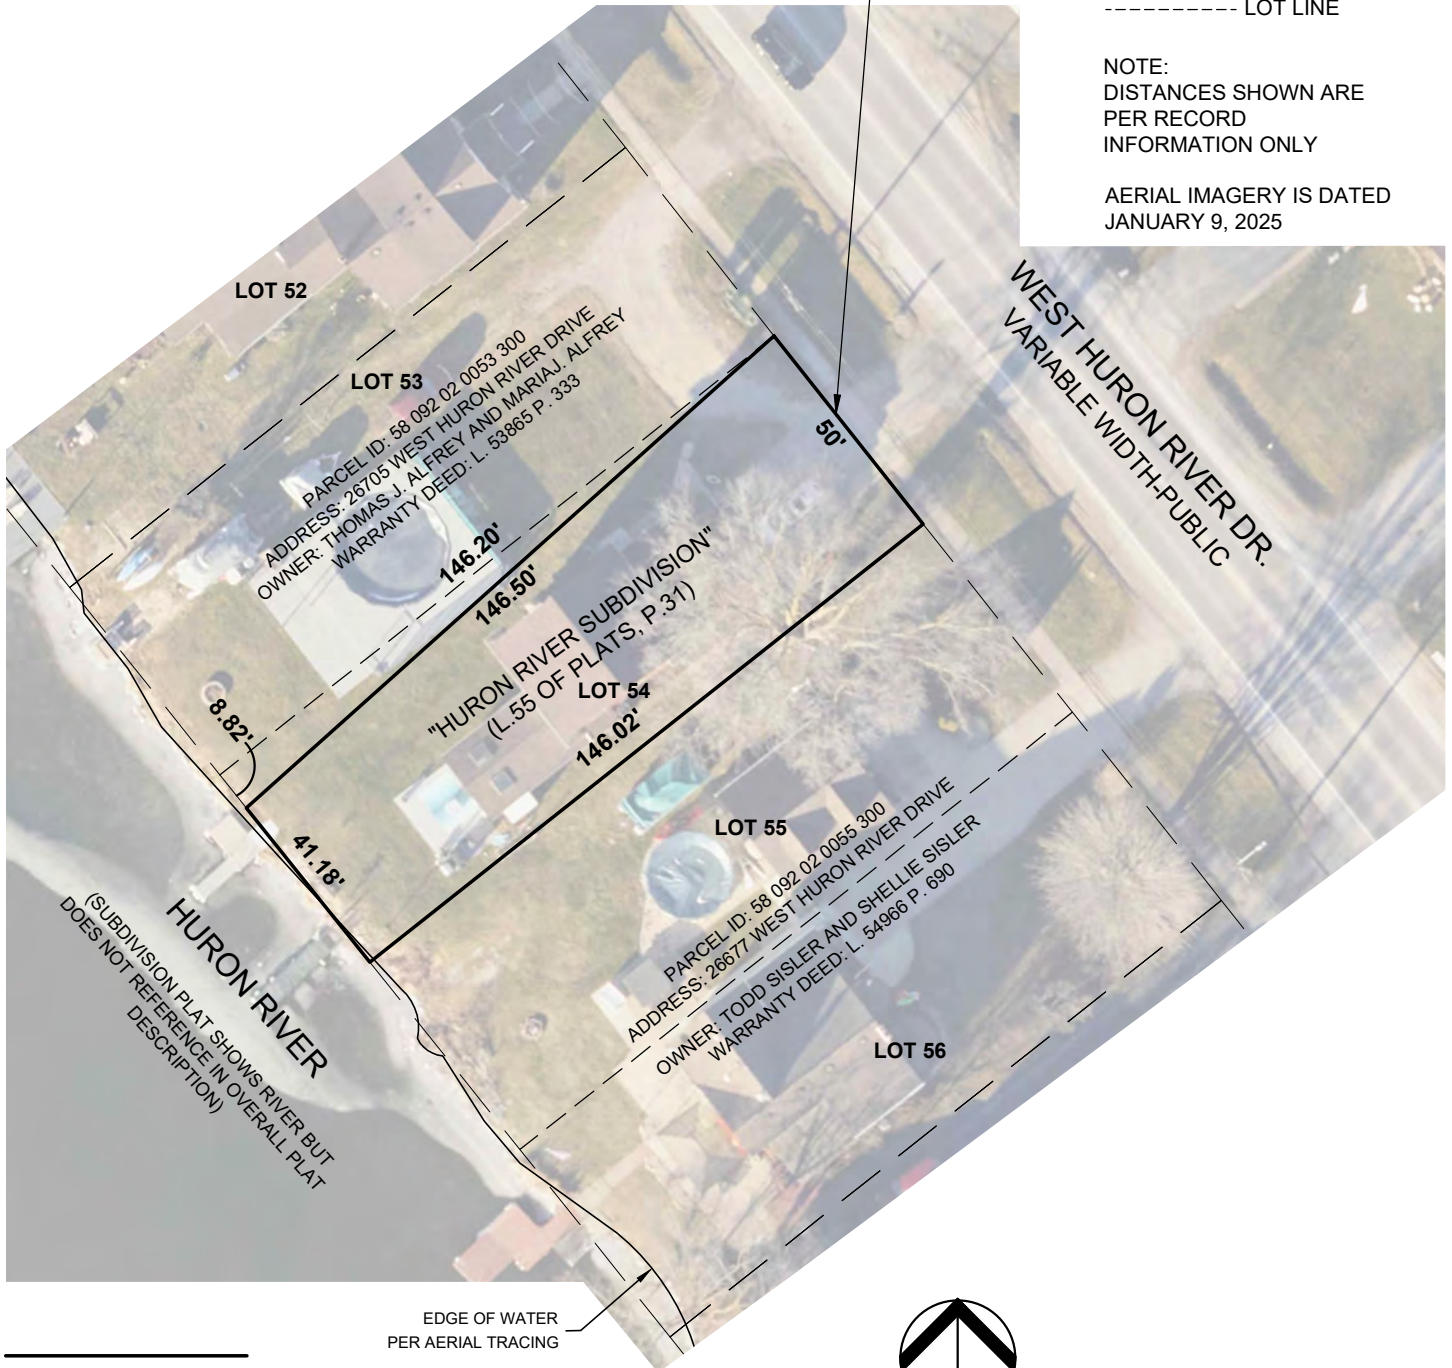 ---------- LOT LINE
NOTE:
DISTANCES SHOWN ARE
PER RECORD
INFORMATION ONLY
AERIAL IMAGERY IS DATED
JANUARY 9, 2025
WEST HURON RIVER DR.
VARIABLE WIDTH-PUBLIC
LOT 52
LOT 53
PARCEL ID: 58 092 02 0053 300
ADDRESS: 26705 WEST HURON RIVER DRIVE
OWNER: THOMAS J. ALFREY AND MARIAJ. ALFREY
WARRANTY DEED: L. 53865 P. 333
50'
146.20'
146.50'
"HURON RIVER SUBDIVISION"
(L.55 OF PLATS, P.31)
LOT 54
146.02'
8.82'
41.18'
LOT 55
PARCEL ID: 58 092 02 0055 300
ADDRESS: 26677 WEST HURON RIVER DRIVE
OWNER: TODD SISLER AND SHELLIE SISLER
WARRANTY DEED: L. 54966 P. 690
LOT 56
HURON RIVER
(SUBDIVISION PLAT SHOWS RIVER BUT
DOES NOT REFERENCE IN OVERALL PLAT
DESCRIPTION)
EDGE OF WATER
PER AERIAL TRACING